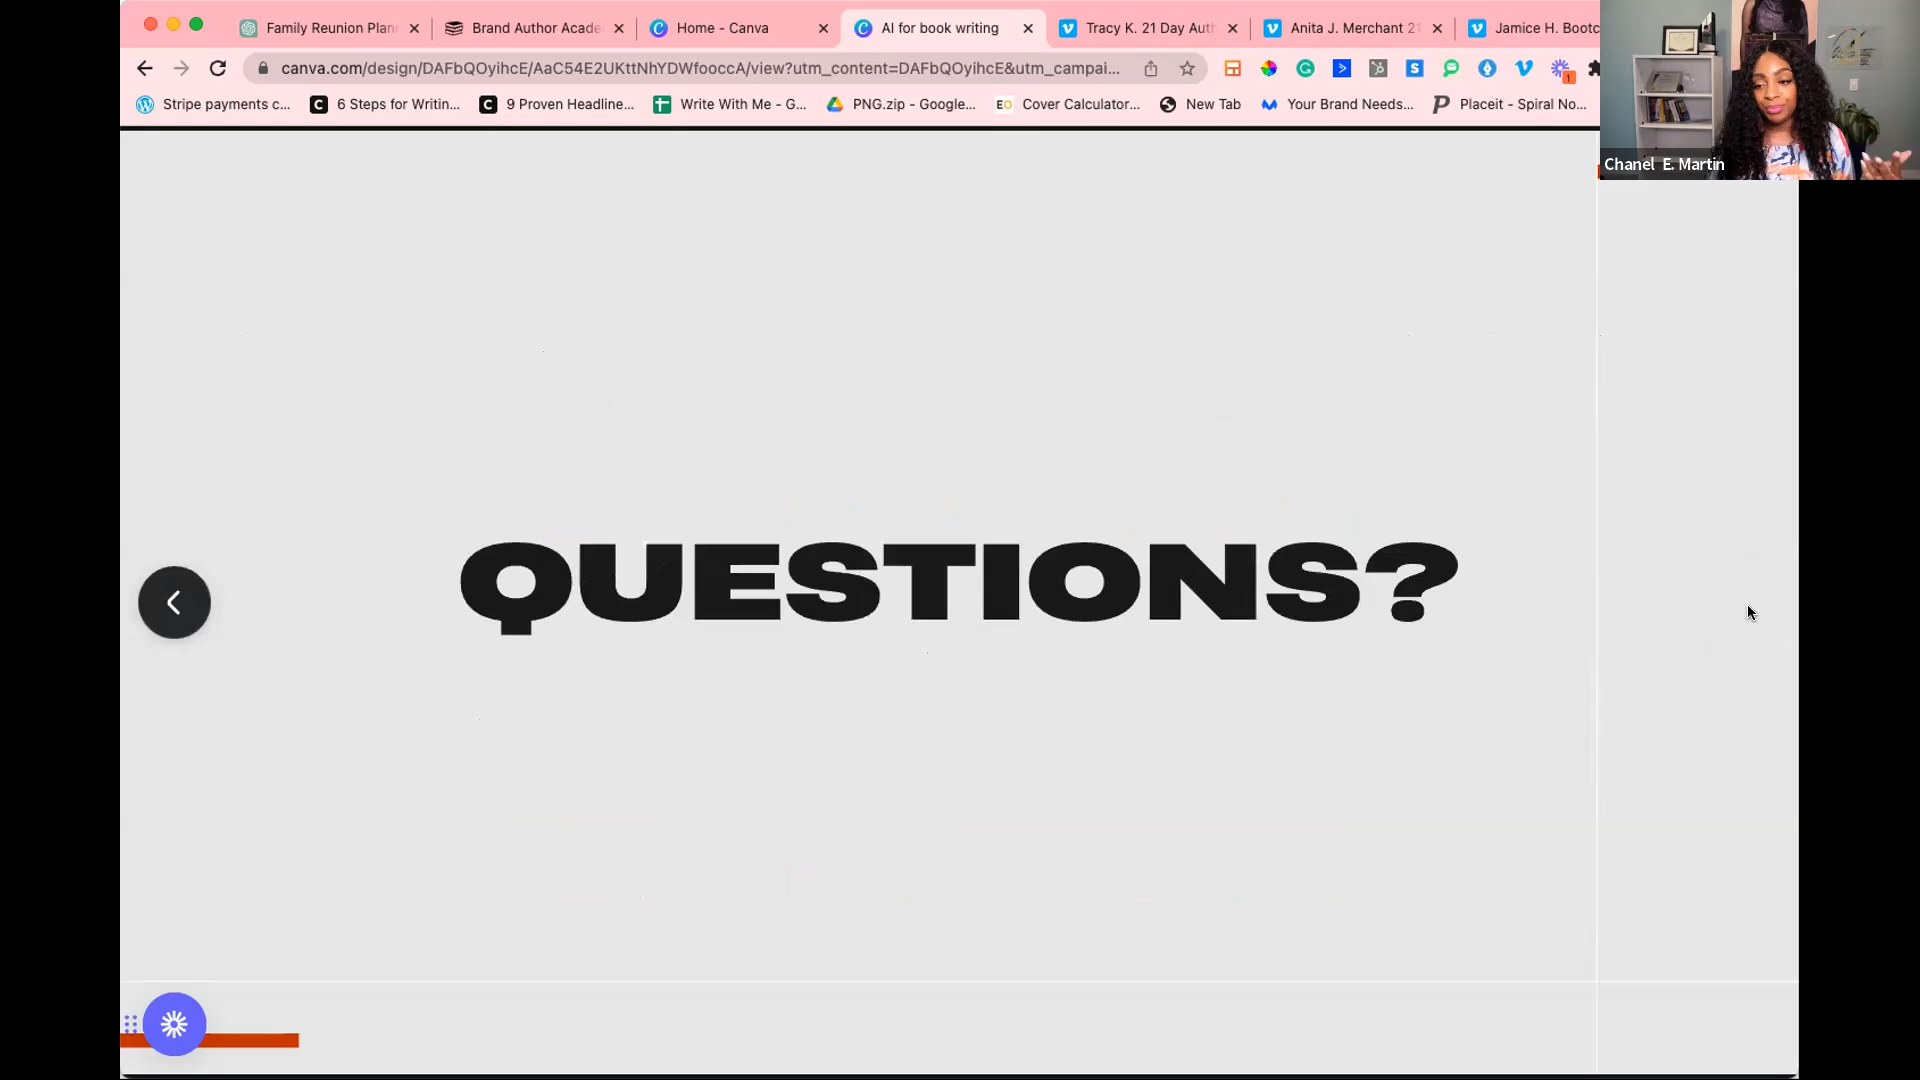 Family Reunion Plan
Brand Author Acade
Home - Canva
AI for book writing
Tracy K. 21 Day Auth
Anita J. Merchant 21
Jamice H. Bootc
canva.com/design/DAFbQOyihcE/AaC54E2UKttNhYDWfooccA/view?utm_content=DAFbQOyihcE&utm_campai...
1
Stripe payments c...
6 Steps for Writin...
9 Proven Headline...
Write With Me - G...
PNG.zip - Google...
EO
Cover Calculator...
New Tab
Your Brand Needs...
Placeit - Spiral No...
Chanel E. Martin
QUESTIONS?